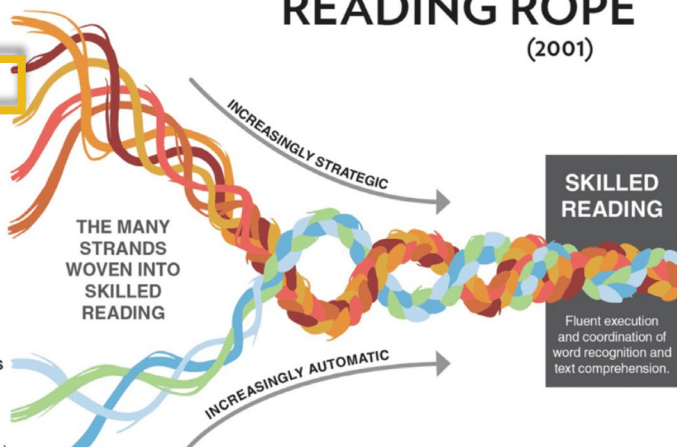 READING ROPE
(2001)
INCREASINGLY STRATEGIC
SKILLED
READING
THE MANY
STRANDS
WOVEN INTO
SKILLED
READING
Fluent execution
and coordination of
word recognition and
text comprehension.
INCREASINGLY AUTOMATIC